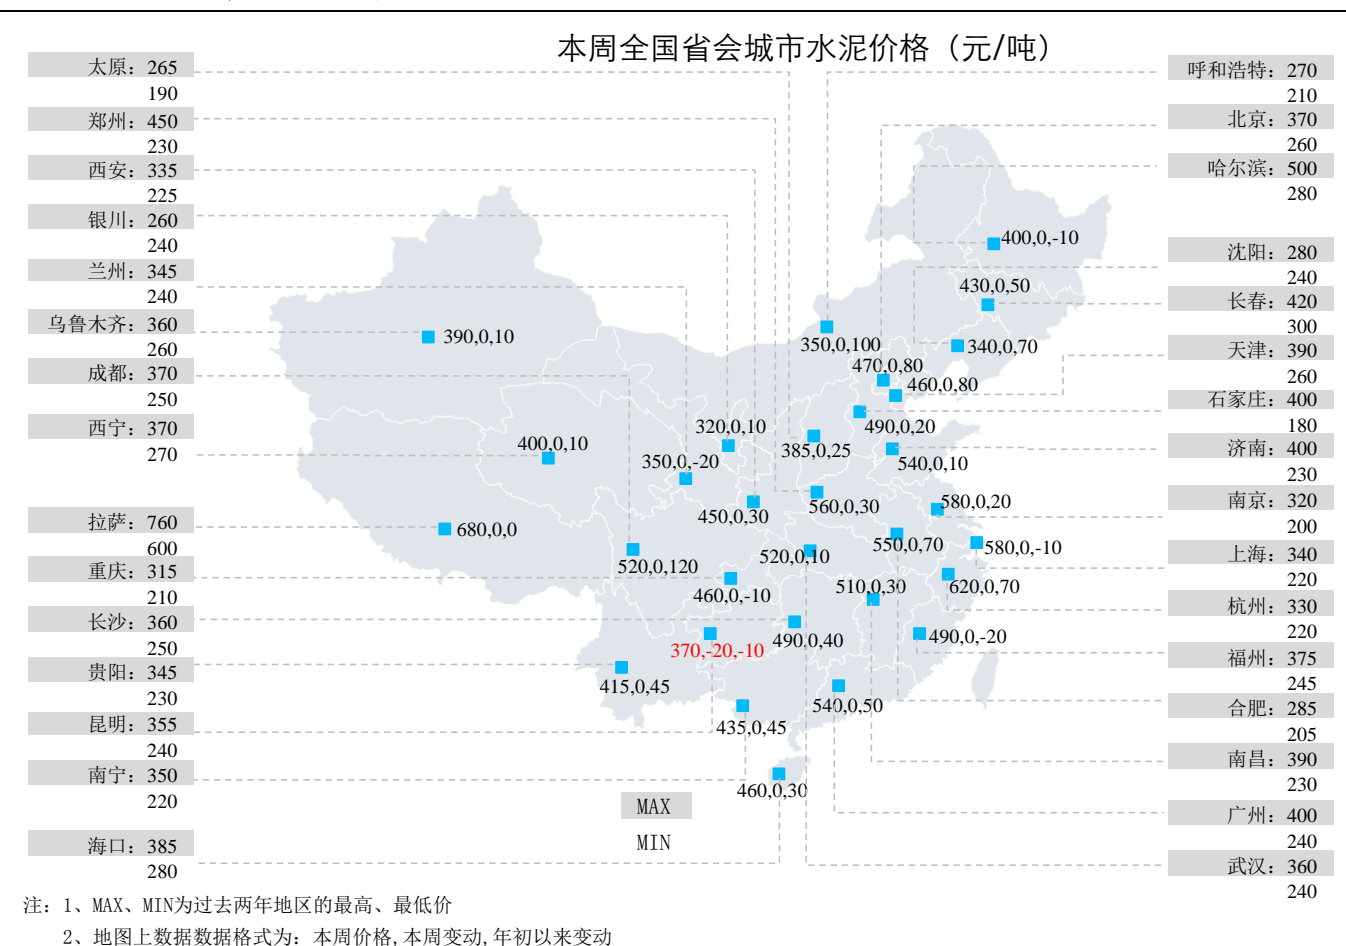 本周全国省会城市水泥价格（元/吨）
太原：265
190
郑州：450
230
西安：335
225
银川：260
240
兰州：345
240
乌鲁木齐：360
260
成都：370
250
西宁：370
270
拉萨：760
600
重庆：315
210
长沙：360
250
贵阳：345
230
昆明：355
240
南宁：350
220
海口：385
280
400,0,-10
430,0,50
390,0,10
350,0,100
340,0,70
470,0,80
460,0,80
320,0,10
490,0,20
400,0,10
385,0,25
350,0,-20
540,0,10
450,0,30
560,0,30
580,0,20
680,0,0
520,0,120
520,0,10
550,0,70
580,0,-10
460,0,-10
510,0,30
620,0,70
370,-20,-10
490,0,40
490,0,-20
415,0,45
540,0,50
435,0,45
460,0,30
MAX
MIN
呼和浩特：270
210
北京：370
260
哈尔滨：500
280
沈阳：280
240
长春：420
300
天津：390
260
石家庄：400
180
济南：400
230
南京：320
200
上海：340
220
杭州：330
220
福州：375
245
合肥：285
205
南昌：390
230
广州：400
240
武汉：360
240
注：1、MAX、MIN为过去两年地区的最高、最低价
2、地图上数据数据格式为：本周价格,本周变动,年初以来变动